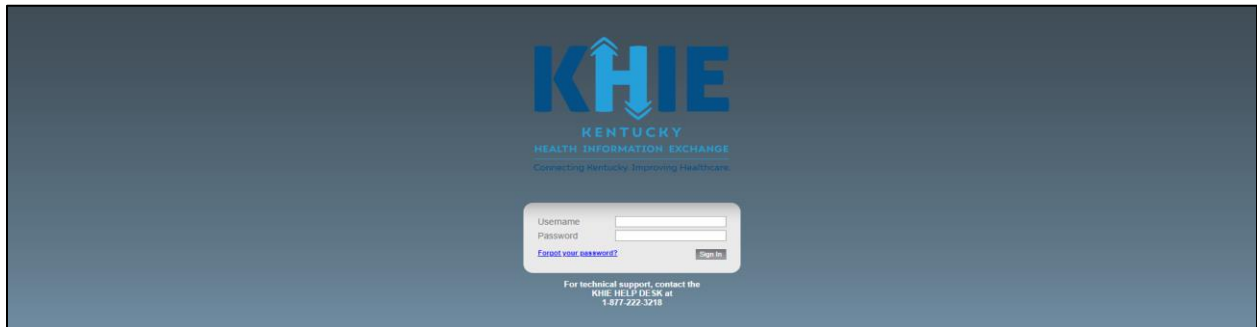 KHIE
KENTUCKY
HEALTH INFORMATION EXCHANGE
Connecting Kentucky. Improving Healthcare.
Username
Password
Forgot your password? Sign In
For technical support, contact the
KHIE HELP DESK at
1-877-222-3218